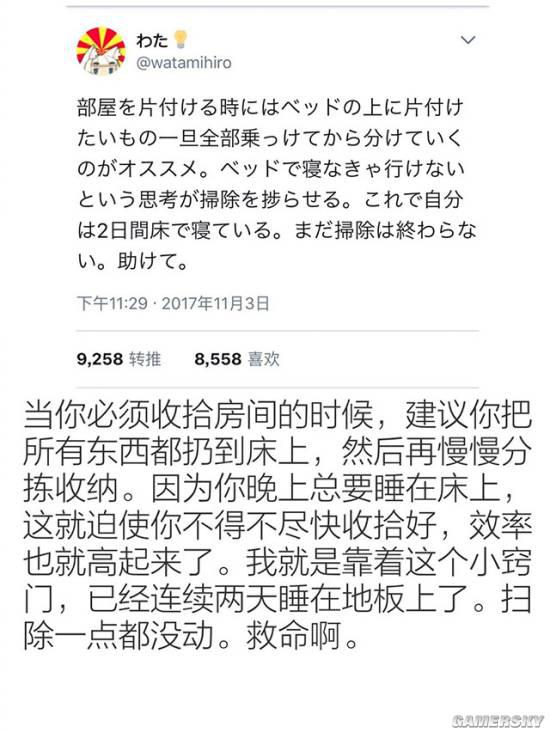 わた
@watamihiro
部屋を片付ける時にはベッドの上に片付け
たいもの一旦全部乗っけてから分けていく
のがオススメ。ベッドで寝なきゃ行けない
という思考が掃除を捗らせる。これで自分
は2日間床で寝ている。まだ掃除は終わらな
い。助けて。
下午11:29 · 2017年11月3日
9,258 转推 8,558 喜欢
当你必须收拾房间的时候，建议你把
所有东西都扔到床上，然后再慢慢分
拣收纳。因为你晚上总要睡在床上，
这就迫使你不得不尽快收拾好，效率
也就高起来了。我就是靠着这个小窍
门，已经连续两天睡在地板上了。扫
除一点都没动。救命啊。
GAMERSKY